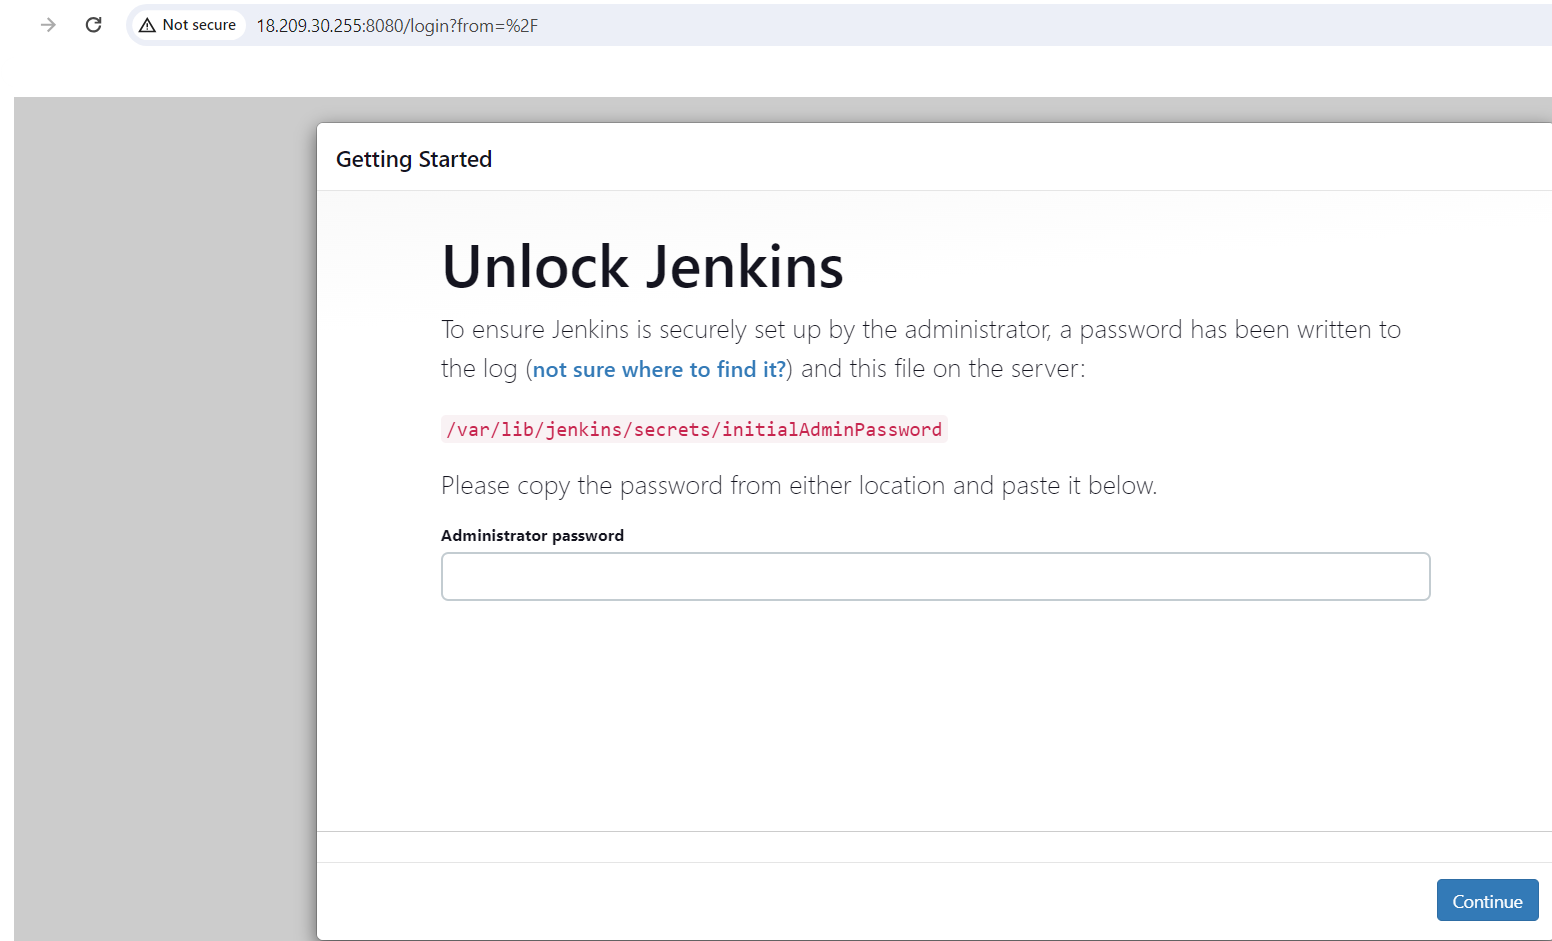 Not secure 18.209.30.255:8080/login?from=%2F
Getting Started
Unlock Jenkins
To ensure Jenkins is securely set up by the administrator, a password has been written to
the log (not sure where to find it?) and this file on the server:
/var/lib/jenkins/secrets/initialAdminPassword
Please copy the password from either location and paste it below.
Administrator password
Continue